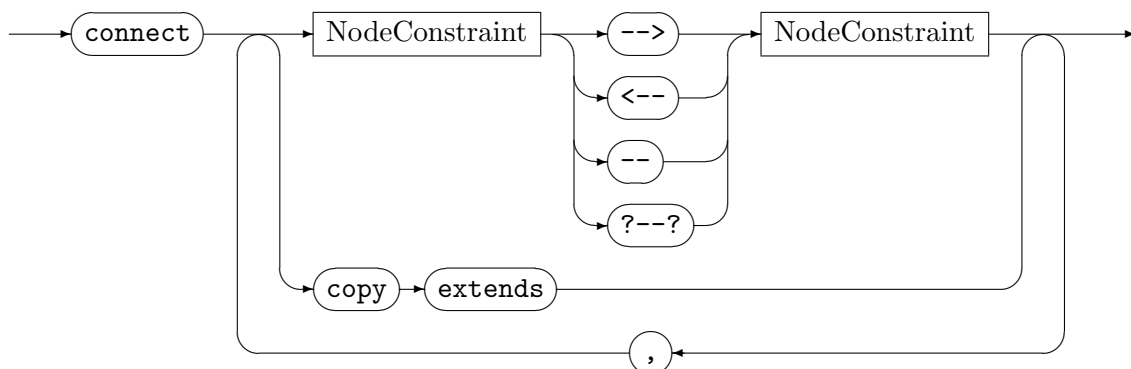 connect NodeConstraint --> NodeConstraint
<--
--
?--?
copy extends
,